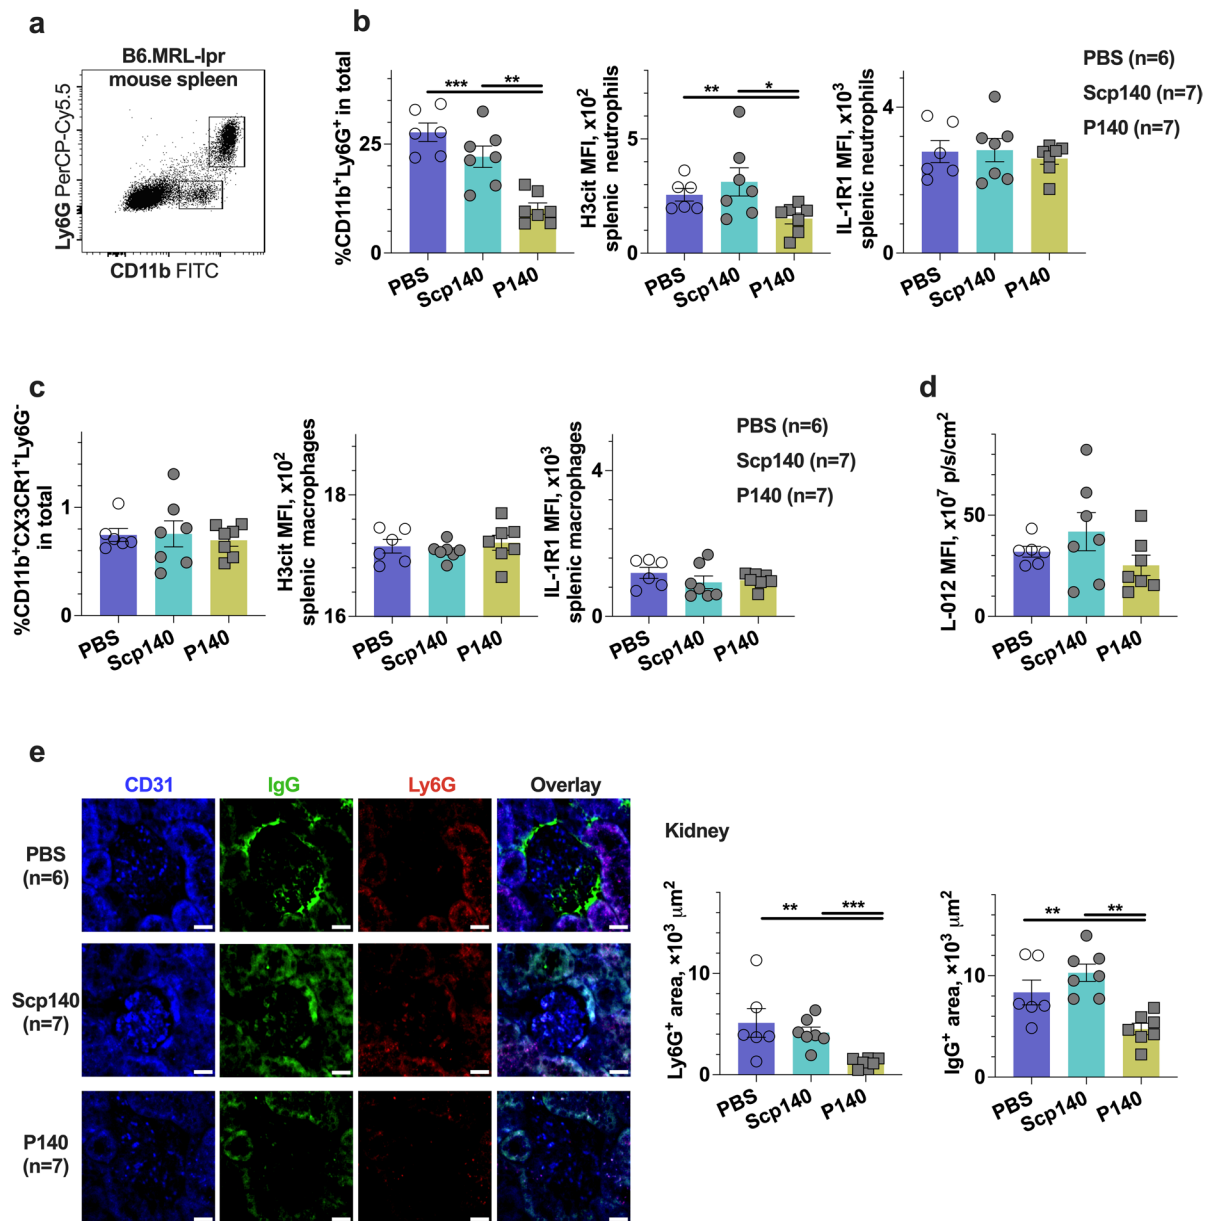 a
B6.MRL-lpr
mouse spleen
Ly6G PerCP-Cy5.5
CD11b FITC
b
%CD11b⁺Ly6G⁺ in total
25
0
***
**
PBS
Scp140
P140
H3cit MFI, x10²
splenic neutrophils
5
0
**
*
PBS
Scp140
P140
IL-1R1 MFI, x10³
splenic neutrophils
4
0
PBS
Scp140
P140
PBS (n=6)
Scp140 (n=7)
P140 (n=7)
c
%CD11b⁺CX3CR1⁺Ly6G⁻
in total
1
0
PBS
Scp140
P140
H3cit MFI, x10²
splenic macrophages
18
16
PBS
Scp140
P140
IL-1R1 MFI, x10³
splenic macrophages
4
0
PBS
Scp140
P140
PBS (n=6)
Scp140 (n=7)
P140 (n=7)
d
L-012 MFI, x10⁷ p/s/cm²
50
0
PBS
Scp140
P140
e
CD31
IgG
Ly6G
Overlay
PBS
(n=6)
Scp140
(n=7)
P140
(n=7)
Kidney
Ly6G⁺ area, ×10³ μm²
10
0
**
***
PBS
Scp140
P140
IgG⁺ area, ×10³ μm²
10
0
**
**
PBS
Scp140
P140